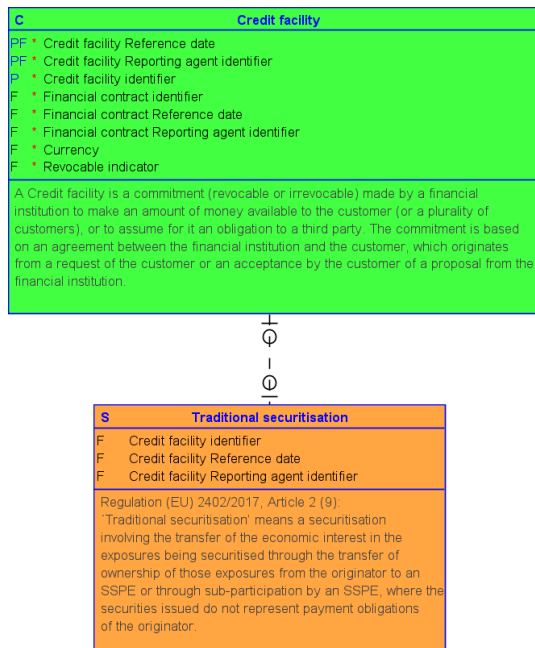 C Credit facility
PF * Credit facility Reference date
PF * Credit facility Reporting agent identifier
P * Credit facility identifier
F * Financial contract identifier
F * Financial contract Reference date
F * Financial contract Reporting agent identifier
F * Currency
F * Revocable indicator
A Credit facility is a commitment (revocable or irrevocable) made by a financial
institution to make an amount of money available to the customer (or a plurality of
customers), or to assume for it an obligation to a third party. The commitment is based
on an agreement between the financial institution and the customer, which originates
from a request of the customer or an acceptance by the customer of a proposal from the
financial institution.
S Traditional securitisation
F Credit facility identifier
F Credit facility Reference date
F Credit facility Reporting agent identifier
Regulation (EU) 2402/2017, Article 2 (9):
`Traditional securitisation' means a securitisation
involving the transfer of the economic interest in the
exposures being securitised through the transfer of
ownership of those exposures from the originator to an
SSPE or through sub-participation by an SSPE, where the
securities issued do not represent payment obligations
of the originator.